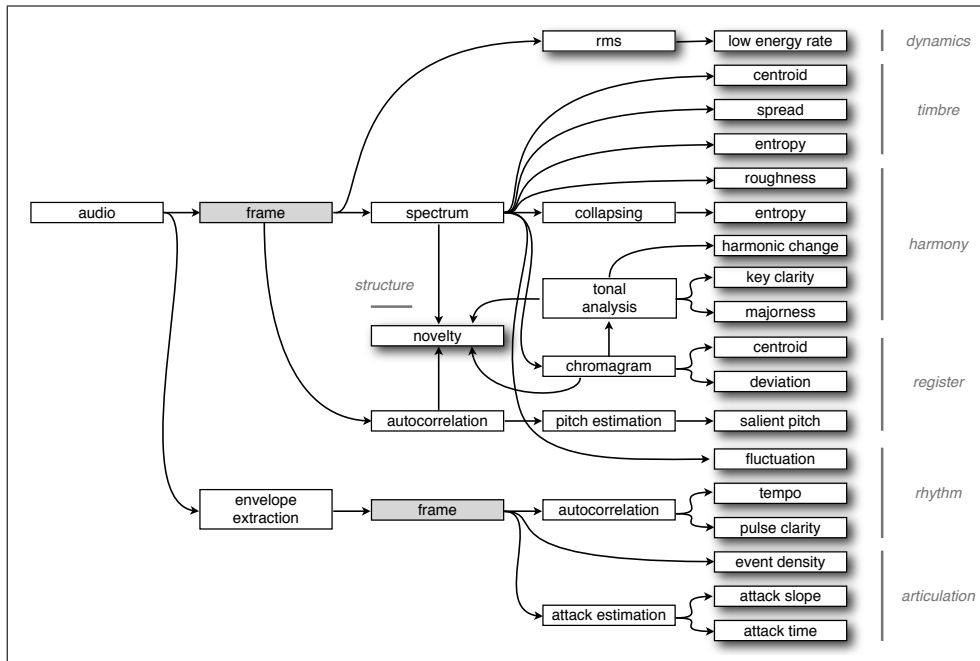 rms
low energy rate
dynamics
centroid
spread
timbre
entropy
roughness
audio
frame
spectrum
collapsing
entropy
harmonic change
harmony
structure
tonal
analysis
key clarity
majorness
novelty
chromagram
centroid
deviation
register
autocorrelation
pitch estimation
salient pitch
fluctuation
envelope
extraction
frame
autocorrelation
tempo
rhythm
pulse clarity
event density
attack estimation
attack slope
articulation
attack time